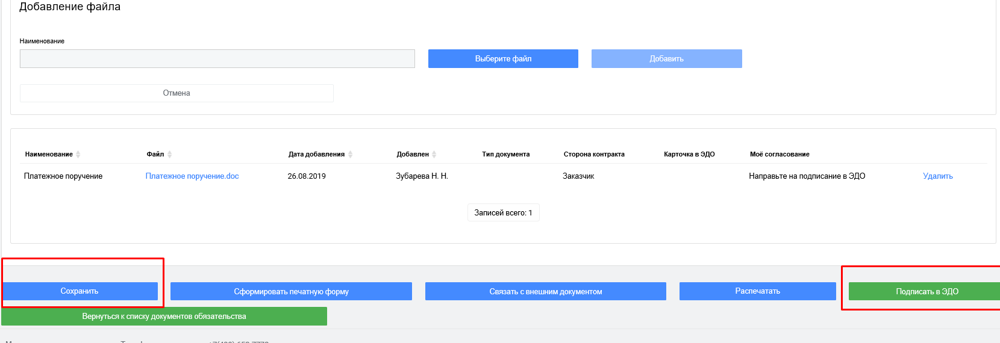 Добавление файла
Наименование
Выберите файл
Добавить
Отмена
Наименование Файл Дата добавления Добавлен Тип документа Сторона контракта Карточка в ЭДО Моё согласование
Платежное поручение Платежное поручение.doc 26.08.2019 Зубарева Н. Н. Заказчик Направьте на подписание в ЭДО Удалить
Записей всего: 1
Сохранить Сформировать печатную форму Связать с внешним документом Распечатать Подписать в ЭДО
Вернуться к списку документов обязательства